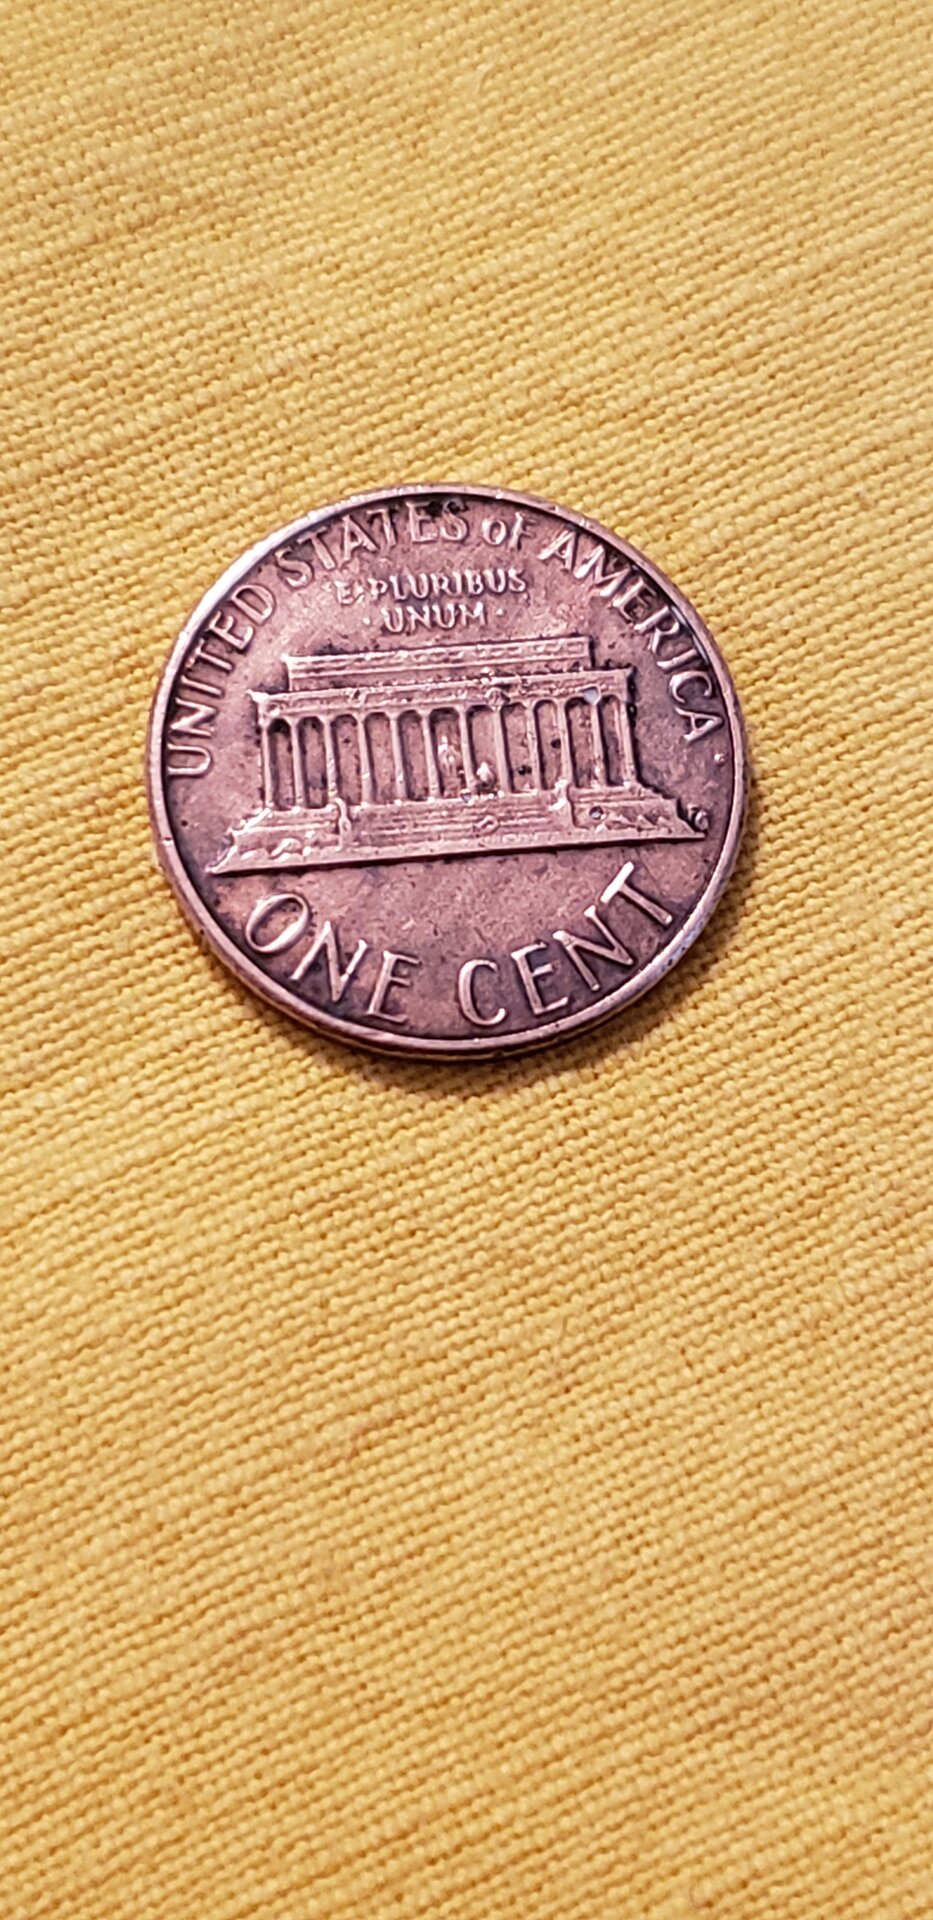 UNITED STATES OF AMERICA
E·PLURIBUS
·UNUM·
ONE CENT